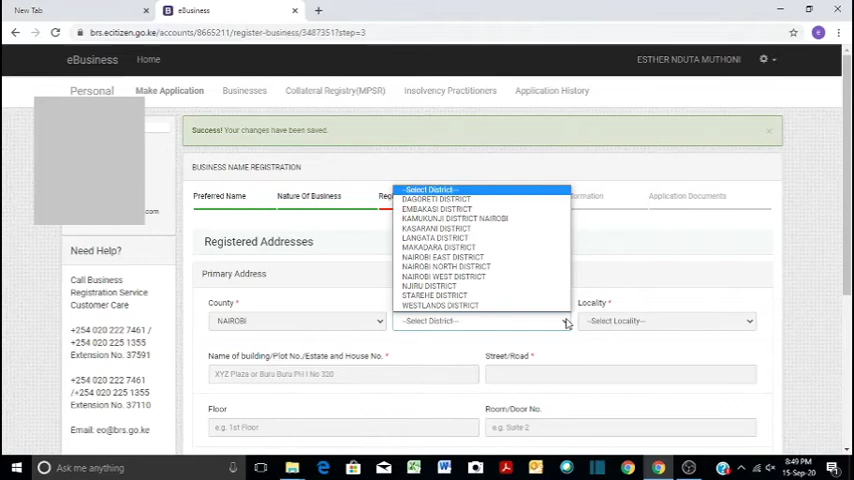 New Tab
eBusiness
brs.ecitizen.go.ke/accounts/8665211/register-business/3487351?step=3
e
eBusiness
Home
ESTHER NDUTA MUTHONI
Personal
Make Application
Businesses
Collateral Registry(MPSR)
Insolvency Practitioners
Application History
Success! Your changes have been saved.
BUSINESS NAME REGISTRATION
Preferred Name
Nature Of Business
--Select District--
DAGORETI DISTRICT
EMBAKASI DISTRICT
KAMUKUNJI DISTRICT NAIROBI
KASARANI DISTRICT
LANGATA DISTRICT
MAKADARA DISTRICT
NAIROBI EAST DISTRICT
NAIROBI NORTH DISTRICT
NAIROBI WEST DISTRICT
NJIRU DISTRICT
STAREHE DISTRICT
WESTLANDS DISTRICT
Application Documents
om
Registered Addresses
Need Help?
Call Business
Registration Service
Customer Care
+254 020 222 7461 /
+254 020 225 1355
Extension No. 37591
+254 020 222 7461
/+254 020 225 1355
Extension No. 37110
Email: eo@brs.go.ke
Primary Address
County *
NAIROBI
--Select District--
Locality *
--Select Locality--
Name of building/Plot No./Estate and House No. *
XYZ Plaza or Buru Buru PH I No 320
Street/Road *
Floor
e.g. 1st Floor
Room/Door No.
e.g. Suite 2
Ask me anything
8:49 PM
15-Sep-20